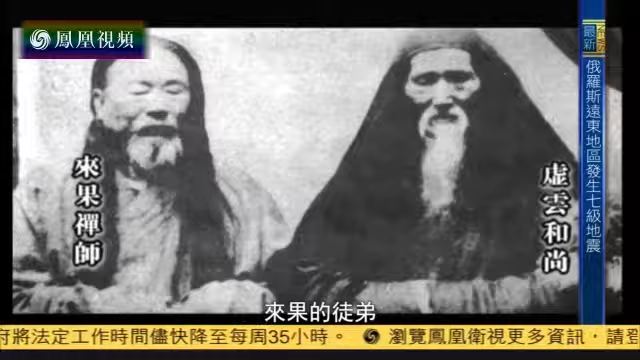 鳳凰視頻
最新
俄羅斯遠東地區發生七級地震
來果禪師
虛雲和尚
來果的徒弟
府將法定工作時間儘快降至每周35小時。 瀏覽鳳凰衛視更多資訊，請登